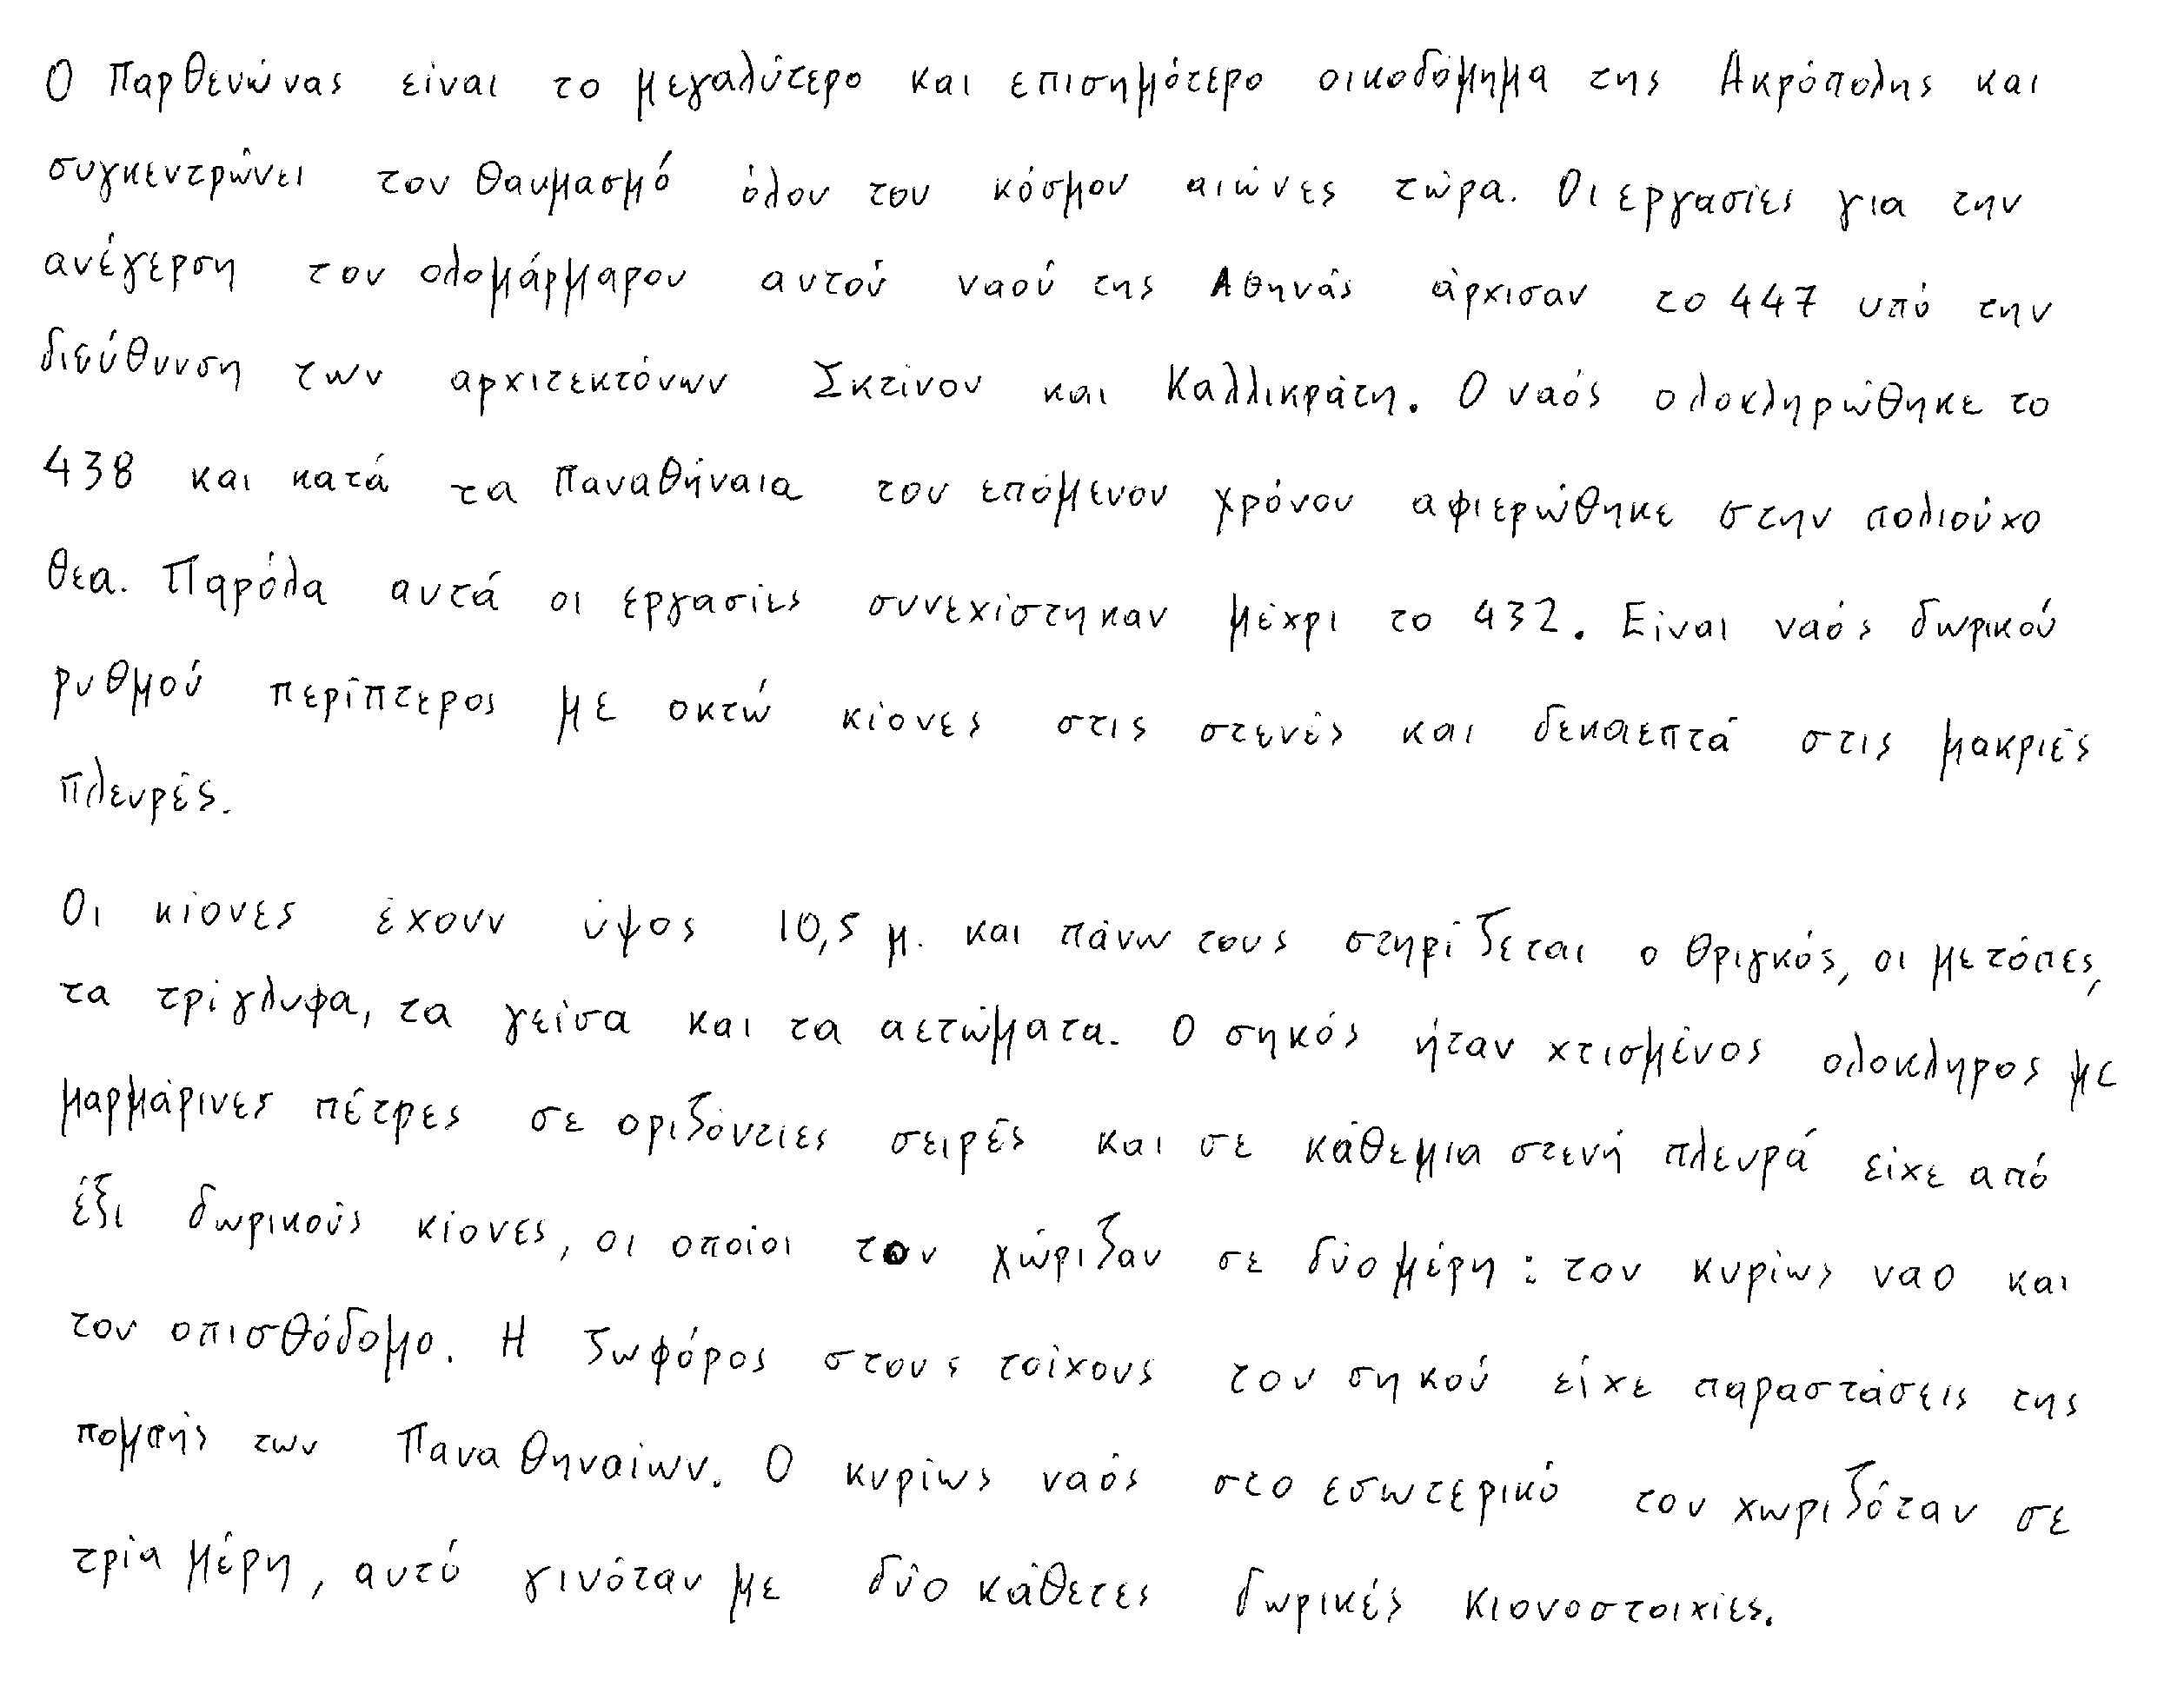 Ο Παρθενώνας είναι το μεγαλύτερο και επισημότερο οικοδόμημα της Ακρόπολης και
συγκεντρώνει τον θαυμασμό όλου του κόσμου αιώνες τώρα. Οι εργασίες για την
ανέγερση του ολομάρμαρου αυτού ναού της Αθηνάς άρχισαν το 447 υπό την
διεύθυνση των αρχιτεκτόνων Σκτίνου και Καλλικράτη. Ο ναός ολοκληρώθηκε το
438 και κατά τα Παναθήναια του επόμενου χρόνου αφιερώθηκε στην πολιούχο
θεα. Παρόλα αυτά οι εργασίες συνεχίστηκαν μέχρι το 432. Είναι ναός δωρικού
ρυθμού περίπτερος με οκτώ κίονες στις στενές και δεκαεπτά στις μακριές
πλευρές.
Οι κίονες έχουν ύψος 10,5 μ. και πάνω τους στηρίζεται ο θριγκός, οι μετόπες,
τα τρίγλυφα, τα γείσα και τα αετώματα. Ο σηκός ήταν χτισμένος ολοκληρος με
μαρμάρινες πέτρες σε οριζόντιες σειρές και σε κάθεμια στενή πλευρά είχε από
έξι δωρικούς κίονες, οι οποίοι τον χώριζαν σε δύο μέρη: τον κυρίως ναο και
τον οπισθόδομο. Η ζωφόρος στους τοίχους του σηκού είχε παραστάσεις της
πομπής των Παναθηναίων. Ο κυρίως ναός στο εσωτερικό του χωριζόταν σε
τρία μέρη, αυτό γινόταν με δύο κάθετες δωρικές κιονοστοιχίες.